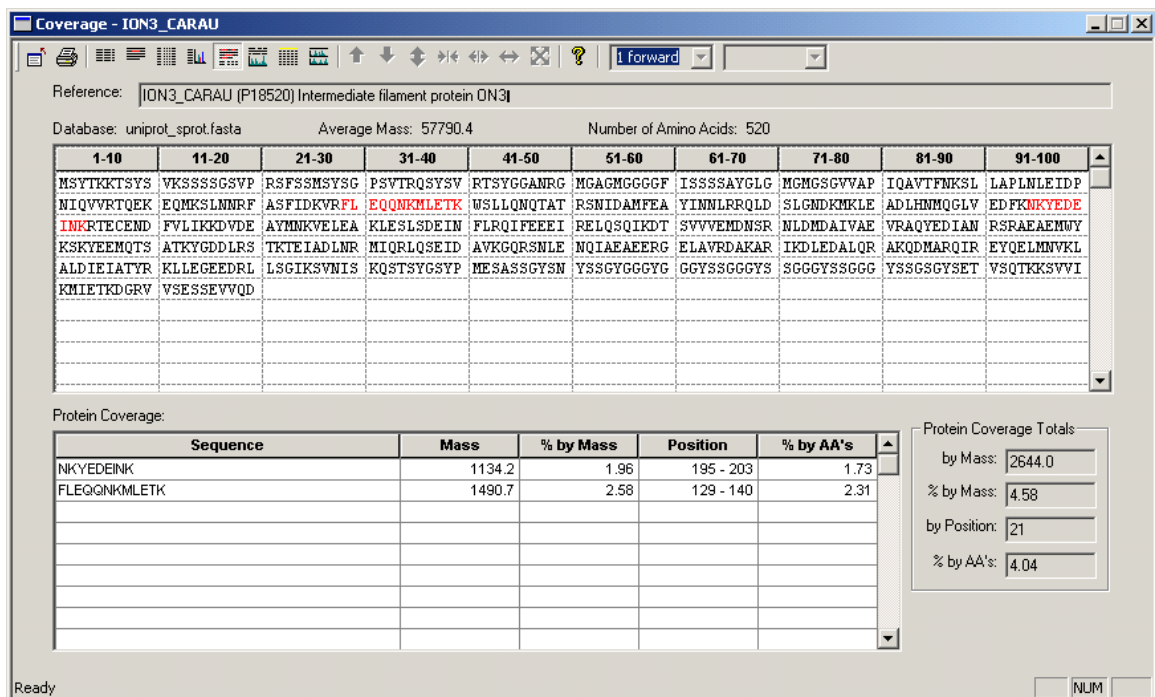 Coverage - ION3_CARAU
1 forward
Reference: ION3_CARAU (P18520) Intermediate filament protein ON3
Database: uniprot_sprot.fasta Average Mass: 57790.4 Number of Amino Acids: 520
1-10 11-20 21-30 31-40 41-50 51-60 61-70 71-80 81-90 91-100
MSYTKKTSYS VKSSSSGSVP RSFSSMSYSG PSVTRQSYSV RTSYGGANRG MGAGMGGGGF ISSSSAYGLG MGMGSGVVAP IQAVTFNKSL LAPLNLEIDP
NIQVVRTQEK EQMKSLNNRF ASFIDKVRFL EQQNKMLETK WSLLQNQTAT RSNIDAMFEA YINNLRRQLD SLGNDKMKLE ADLHNMQGLV EDFKNKYEDE
INKRTECEND FVLIKKDVDE AYMNKVELEA KLESLSDEIN FLRQIFEEEI RELQSQIKDT SVVVEMDNSR NLDMDAIVAE VRAQYEDIAN RSRAEAEMWY
KSKYEEMQTS ATKYGDDLRS TKTEIADLNR MIQRLQSEID AVKGQRSNLE NQIAEAEERG ELAVRDAKAR IKDLEDALQR AKQDMARQIR EYQELMNVKL
ALDIEIATYR KLLEGEEDRL LSGIKSVNIS KQSTSYGSYP MESASSGYSN YSSGYGGGYG GGYSSGGGYS SGGGYSSGGG YSSGSGYSET VSQTKKSVVI
KMIETKDGRV VSESSEVVQD
Protein Coverage:
Sequence Mass % by Mass Position % by AA's
NKYEDEINK 1134.2 1.96 195 - 203 1.73
FLEQQNKMLETK 1490.7 2.58 129 - 140 2.31
Protein Coverage Totals
by Mass: 2644.0
% by Mass: 4.58
by Position: 21
% by AA's: 4.04
Ready NUM